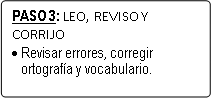 PASO 3: LEO, REVISO Y
CORRIJO
• Revisar errores, corregir
ortografía y vocabulario.